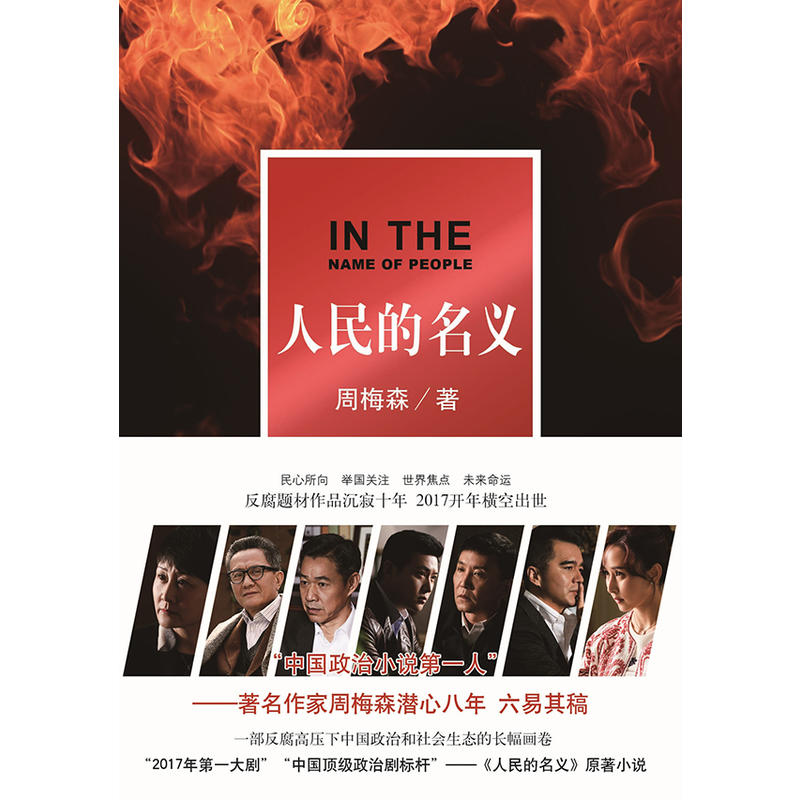 IN THE
NAME OF PEOPLE
人民的名义
周梅森/著
民心所向 举国关注 世界焦点 未来命运
反腐题材作品沉寂十年 2017开年横空出世
“中国政治小说第一人”
——著名作家周梅森潜心八年 六易其稿
一部反腐高压下中国政治和社会生态的长幅画卷
“2017年第一大剧” “中国顶级政治剧标杆”——《人民的名义》原著小说